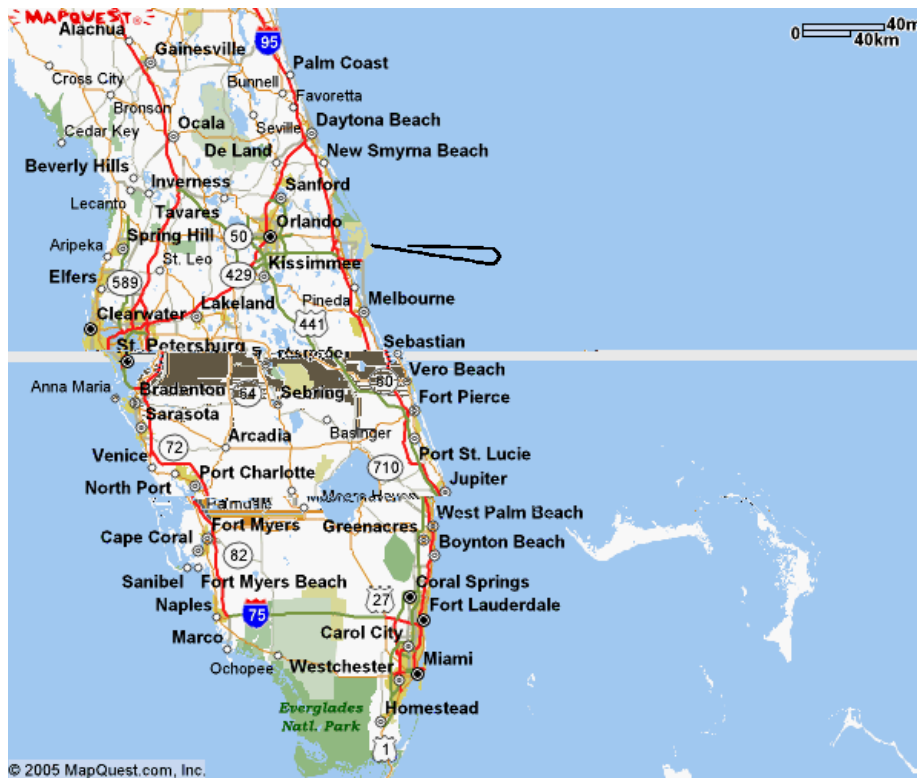 MAPQUEST®
Alachua
95
0 40m
40km
Gainesville
Palm Coast
Cross City
Bunnell
Favoretta
Bronson
Ocala
Seville
Daytona Beach
Cedar Key
De Land
New Smyrna Beach
Beverly Hills
Inverness
Sanford
Lecanto
Tavares
Orlando
50
Aripeka
Spring Hill
St. Leo
429
Kissimmee
Elfers
589
Pineda
Melbourne
Lakeland
Clearwater
441
Sebastian
St. Petersburg
Vero Beach
60
Anna Maria
Bradenton
64
Sebring
Fort Pierce
Sarasota
Basinger
72
Arcadia
Port St. Lucie
Venice
710
Port Charlotte
North Port
Jupiter
West Palm Beach
Fort Myers
Greenacres
Cape Coral
82
Boynton Beach
Sanibel
Fort Myers Beach
Coral Springs
27
Naples
75
Fort Lauderdale
Marco
Carol City
Ochopee
Westchester
Miami
Everglades
Natl. Park
Homestead
1
© 2005 MapQuest.com, Inc.